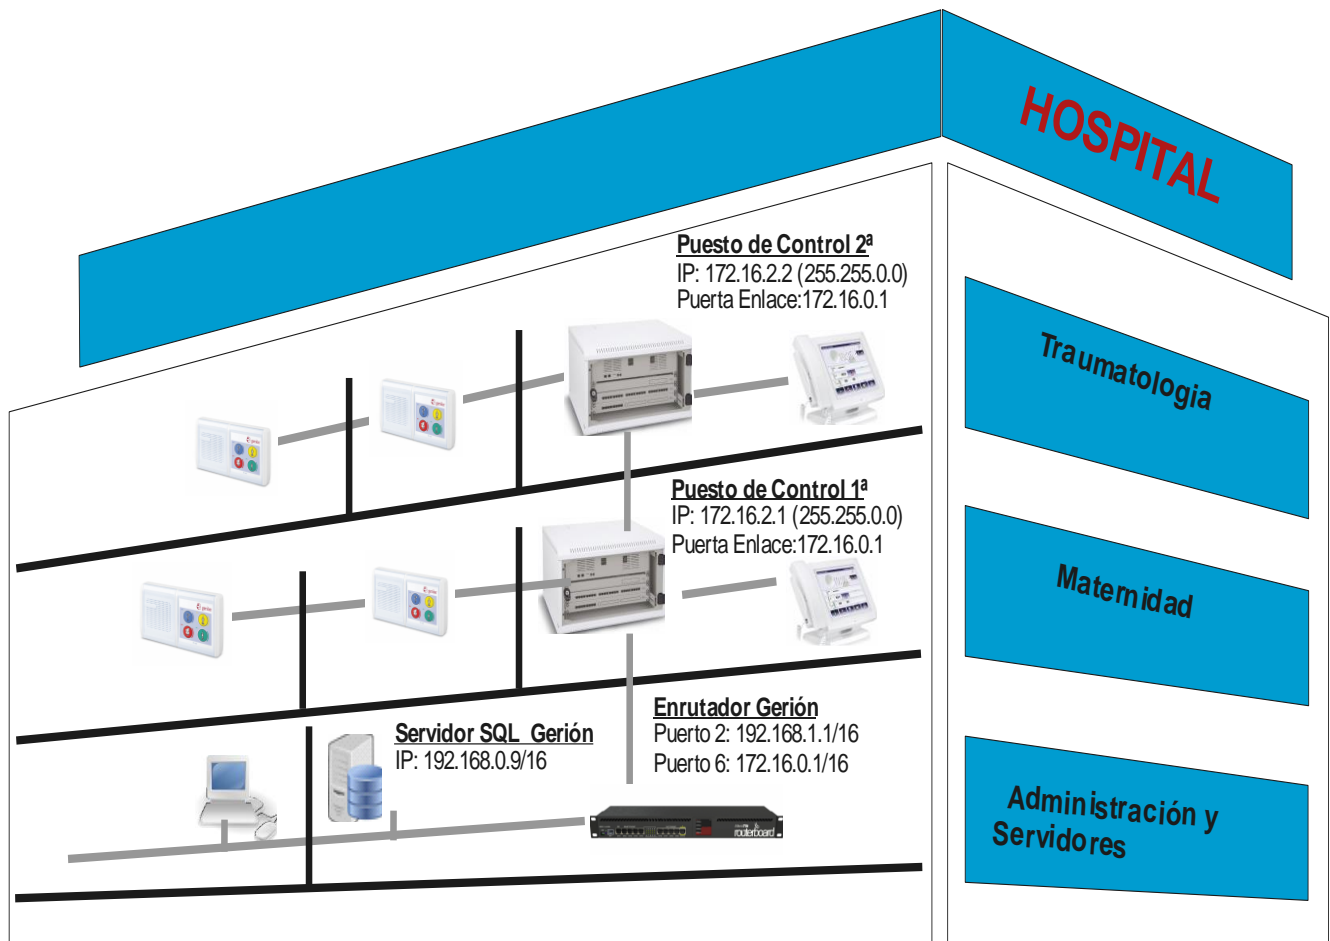 HOSPITAL
Puesto de Control 2ª
IP: 172.16.2.2 (255.255.0.0)
Puerta Enlace:172.16.0.1
Traumatologia
Puesto de Control 1ª
IP: 172.16.2.1 (255.255.0.0)
Puerta Enlace:172.16.0.1
Maternidad
Enrutador Gerión
Puerto 2: 192.168.1.1/16
Puerto 6: 172.16.0.1/16
Servidor SQL Gerión
IP: 192.168.0.9/16
routerboard
Administración y
Servidores